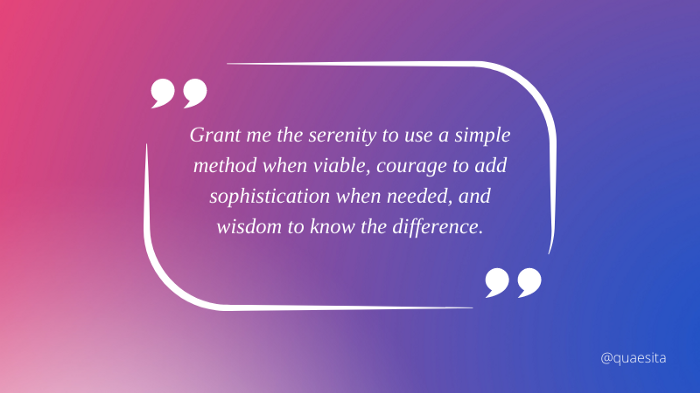 Grant me the serenity to use a simple
method when viable, courage to add
sophistication when needed, and
wisdom to know the difference.
@quaesita